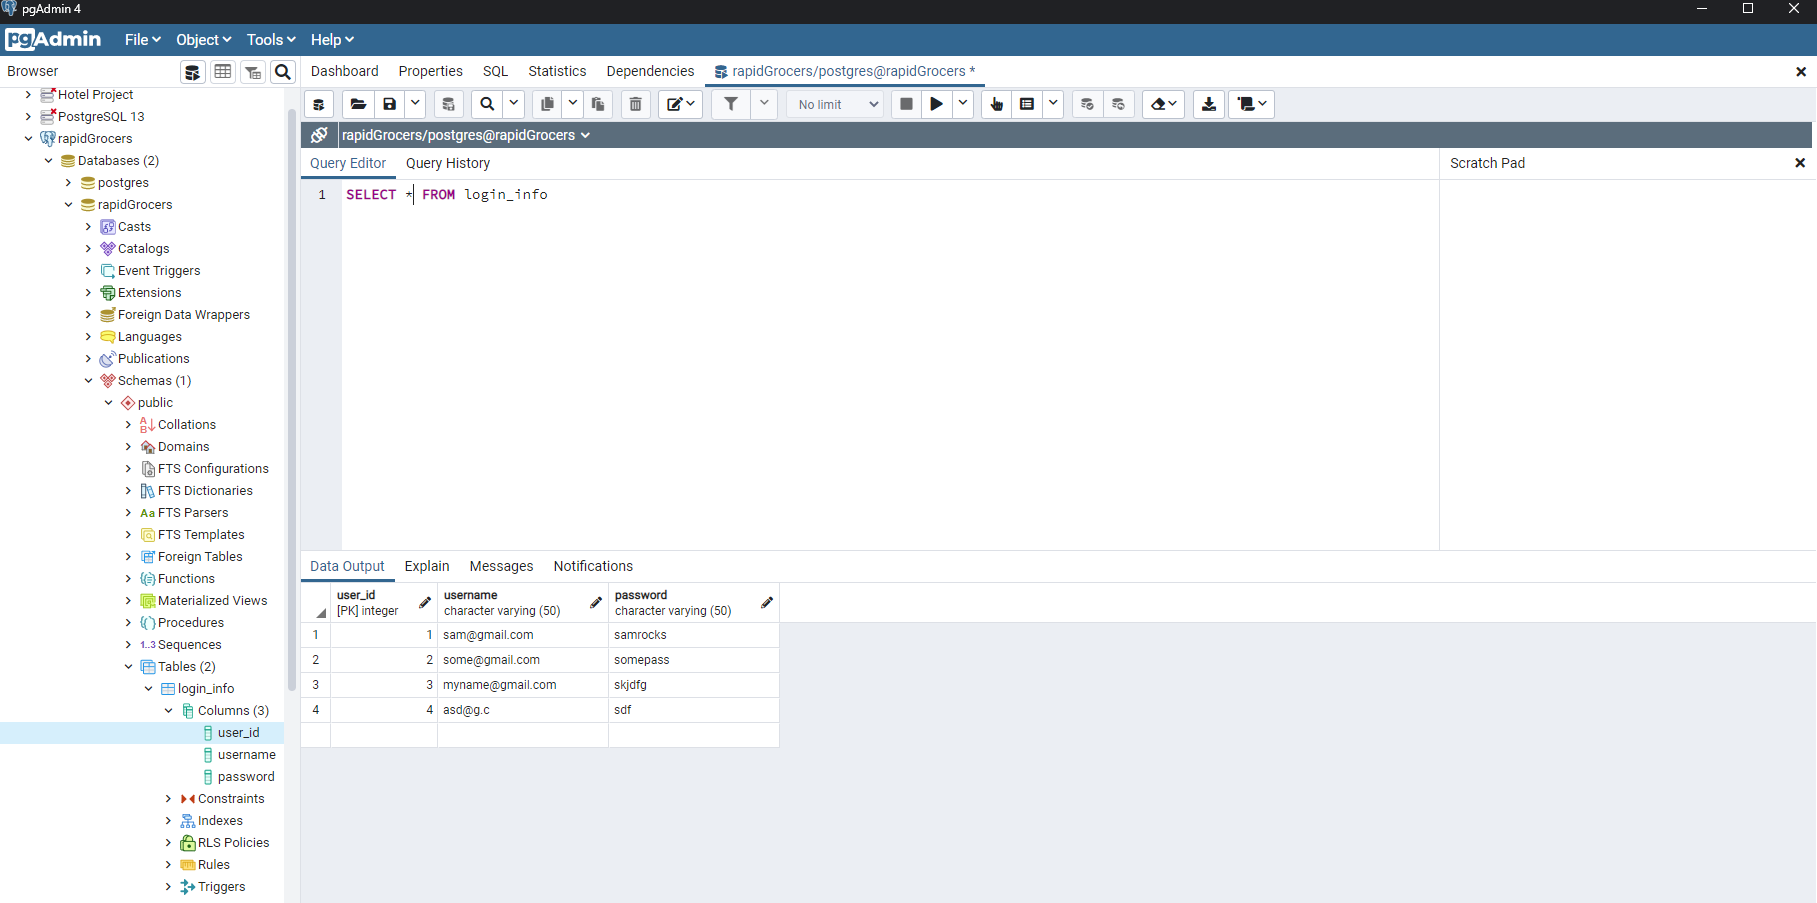 pgAdmin 4
pgAdmin File Object Tools Help
Browser
Dashboard Properties SQL Statistics Dependencies rapidGrocers/postgres@rapidGrocers *
No limit
rapidGrocers/postgres@rapidGrocers
Query Editor Query History
Scratch Pad
1 SELECT * FROM login_info
Hotel Project
PostgreSQL 13
rapidGrocers
Databases (2)
postgres
rapidGrocers
Casts
Catalogs
Event Triggers
Extensions
Foreign Data Wrappers
Languages
Publications
Schemas (1)
public
Collations
Domains
FTS Configurations
FTS Dictionaries
Aa FTS Parsers
FTS Templates
Foreign Tables
Functions
Materialized Views
Procedures
1..3 Sequences
Tables (2)
login_info
Columns (3)
user_id
username
password
Constraints
Indexes
RLS Policies
Rules
Triggers
Data Output Explain Messages Notifications
user_id username password
[PK] integer character varying (50) character varying (50)
1 1 sam@gmail.com samrocks
2 2 some@gmail.com somepass
3 3 myname@gmail.com skjdfg
4 4 asd@g.c sdf